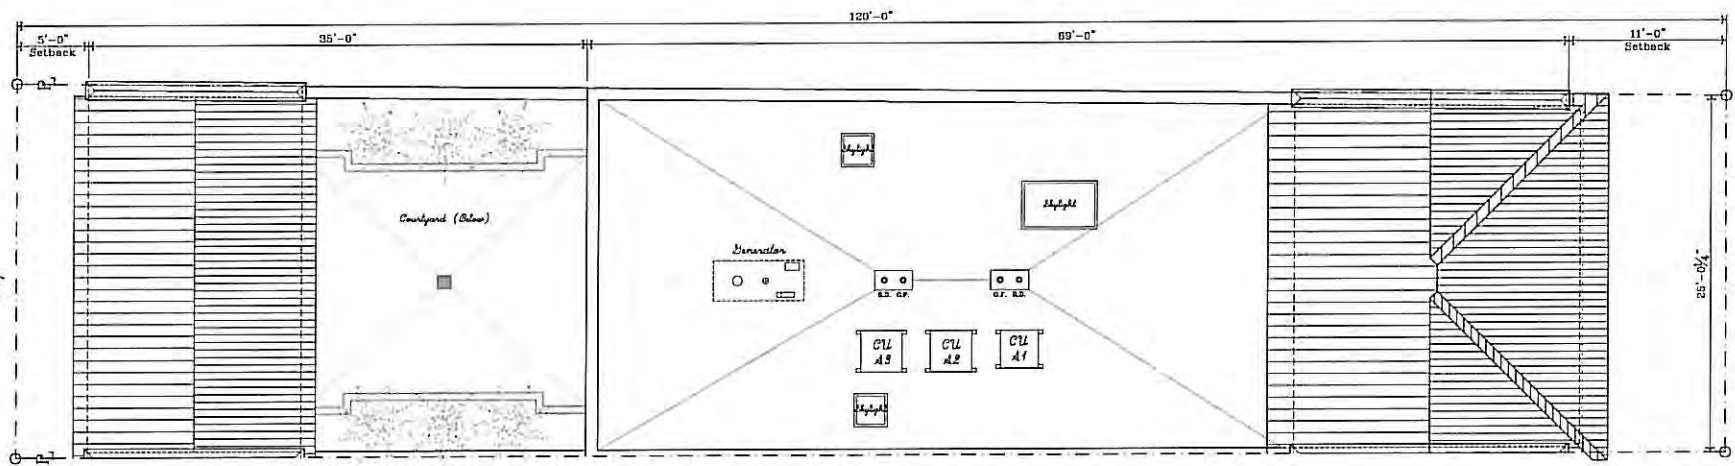 120'-0"
5'-0"
Setback
35'-0"
69'-0"
11'-0"
Setback
Skylight
Skylight
Courtyard (Below)
Generator
R.D. O.F.
O.F. R.D.
25'-0¼"
CU
A3
CU
A2
CU
A1
Skylight